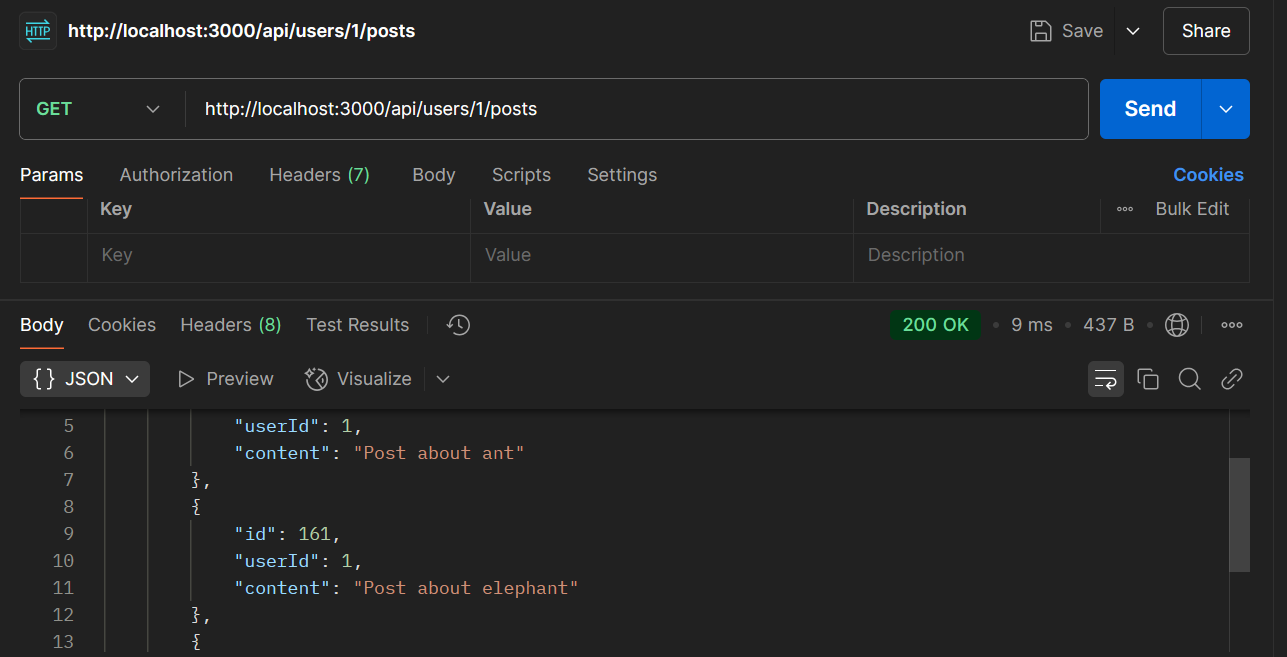 HTTP http://localhost:3000/api/users/1/posts Save Share
GET http://localhost:3000/api/users/1/posts Send
Params Authorization Headers (7) Body Scripts Settings Cookies
Key Value Description Bulk Edit
Key Value Description
Body Cookies Headers (8) Test Results 200 OK • 9 ms • 437 B •
{} JSON Preview Visualize
5 "userId": 1,
6 "content": "Post about ant"
7 },
8 {
9 "id": 161,
10 "userId": 1,
11 "content": "Post about elephant"
12 },
13 {